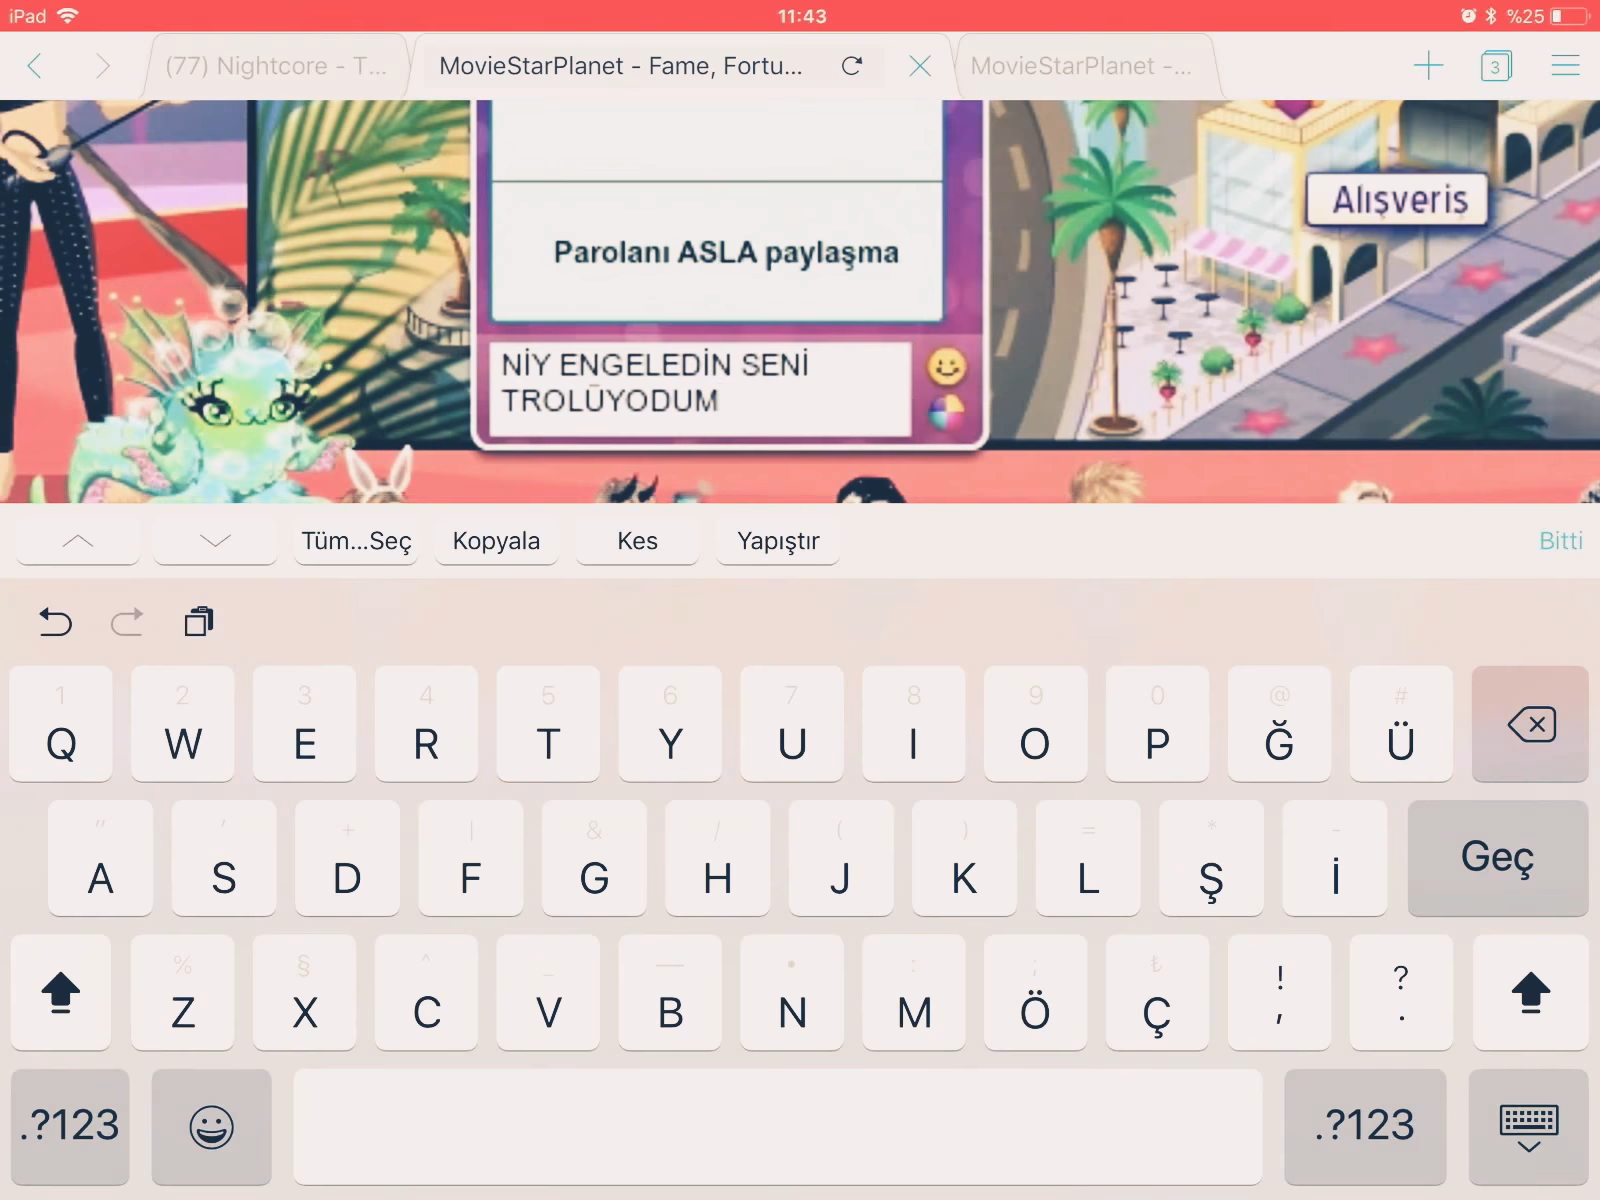 iPad 11:43 %25
(77) Nightcore - T... MovieStarPlanet - Fame, Fortu... MovieStarPlanet -... 3
Alışveriş
Parolanı ASLA paylaşma
NİY ENGELEDİN SENİ
TROLÜYODUM
Tüm...Seç Kopyala Kes Yapıştır Bitti
1 2 3 4 5 6 7 8 9 0 @ #
Q W E R T Y U I O P Ğ Ü
" ' + | & / ( ) = * -
A S D F G H J K L Ş İ Geç
% § ^ _ — • : ; ₺ ! ?
Z X C V B N M Ö Ç , .
.?123 .?123